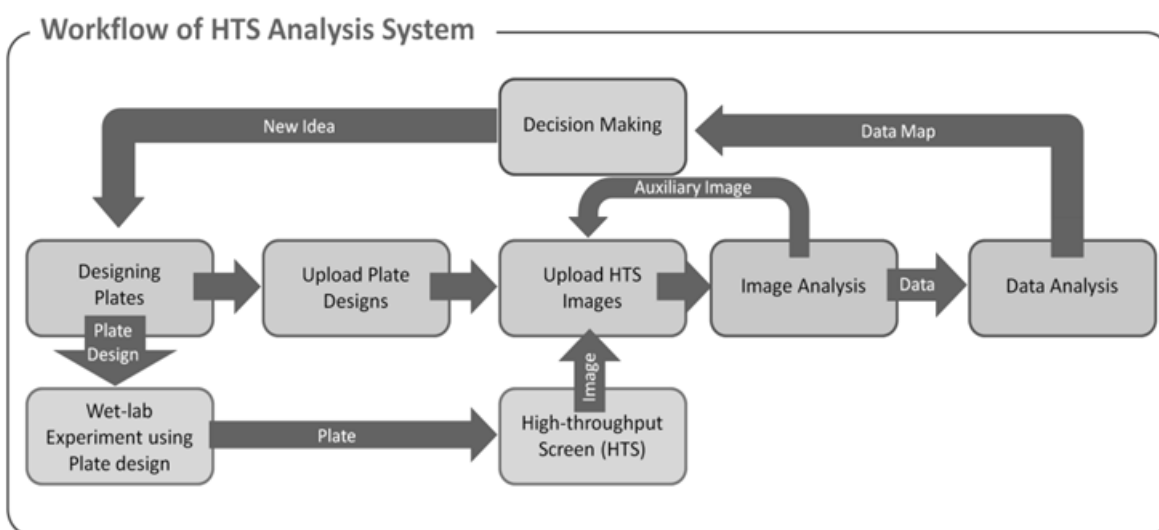 Workflow of HTS Analysis System
Decision Making
New Idea
Data Map
Auxiliary Image
Designing
Plates
Upload Plate
Designs
Upload HTS
Images
Image Analysis
Data
Data Analysis
Plate
Design
Image
Wet-lab
Experiment using
Plate design
Plate
High-throughput
Screen (HTS)